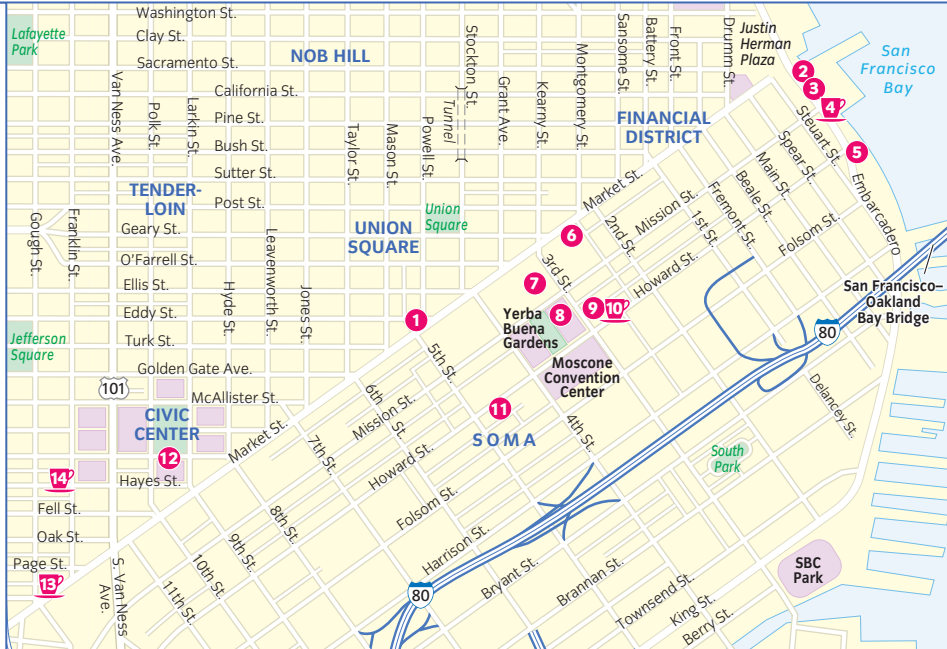 Washington St.
Clay St.
Sacramento St.
California St.
Pine St.
Bush St.
Sutter St.
Post St.
Geary St.
O’Farrell St.
Ellis St.
Eddy St.
Turk St.
Golden Gate Ave.
McAllister St.
Hayes St.
Fell St.
Oak St.
Page St.
Lafayette
Park
NOB HILL
Van Ness Ave.
Polk St.
Larkin St.
Taylor St.
Mason St.
Powell St.
Tunnel
Stockton St.
Grant Ave.
Kearny St.
Montgomery St.
Sansome St.
Battery St.
Front St.
Drumm St.
Justin
Herman
Plaza
San
Francisco
Bay
2
3
4
5
FINANCIAL
DISTRICT
Steuart St.
Spear St.
Main St.
Beale St.
Fremont St.
1st St.
2nd St.
3rd St.
Embarcadero
Market St.
Mission St.
Howard St.
Folsom St.
TENDER-
LOIN
Gough St.
Franklin St.
Leavenworth St.
Hyde St.
Jones St.
UNION
SQUARE
Union
Square
6
7
8
9
10
1
Yerba
Buena
Gardens
Moscone
Convention
Center
San Francisco–
Oakland
Bay Bridge
80
Jefferson
Square
101
CIVIC
CENTER
12
14
13
11
SOMA
5th St.
6th St.
7th St.
8th St.
9th St.
10th St.
11th St.
4th St.
Market St.
Mission St.
Howard St.
Folsom St.
Harrison St.
Bryant St.
Brannan St.
Townsend St.
King St.
Berry St.
Delancey St.
South
Park
SBC
Park
80
S. Van Ness
Ave.